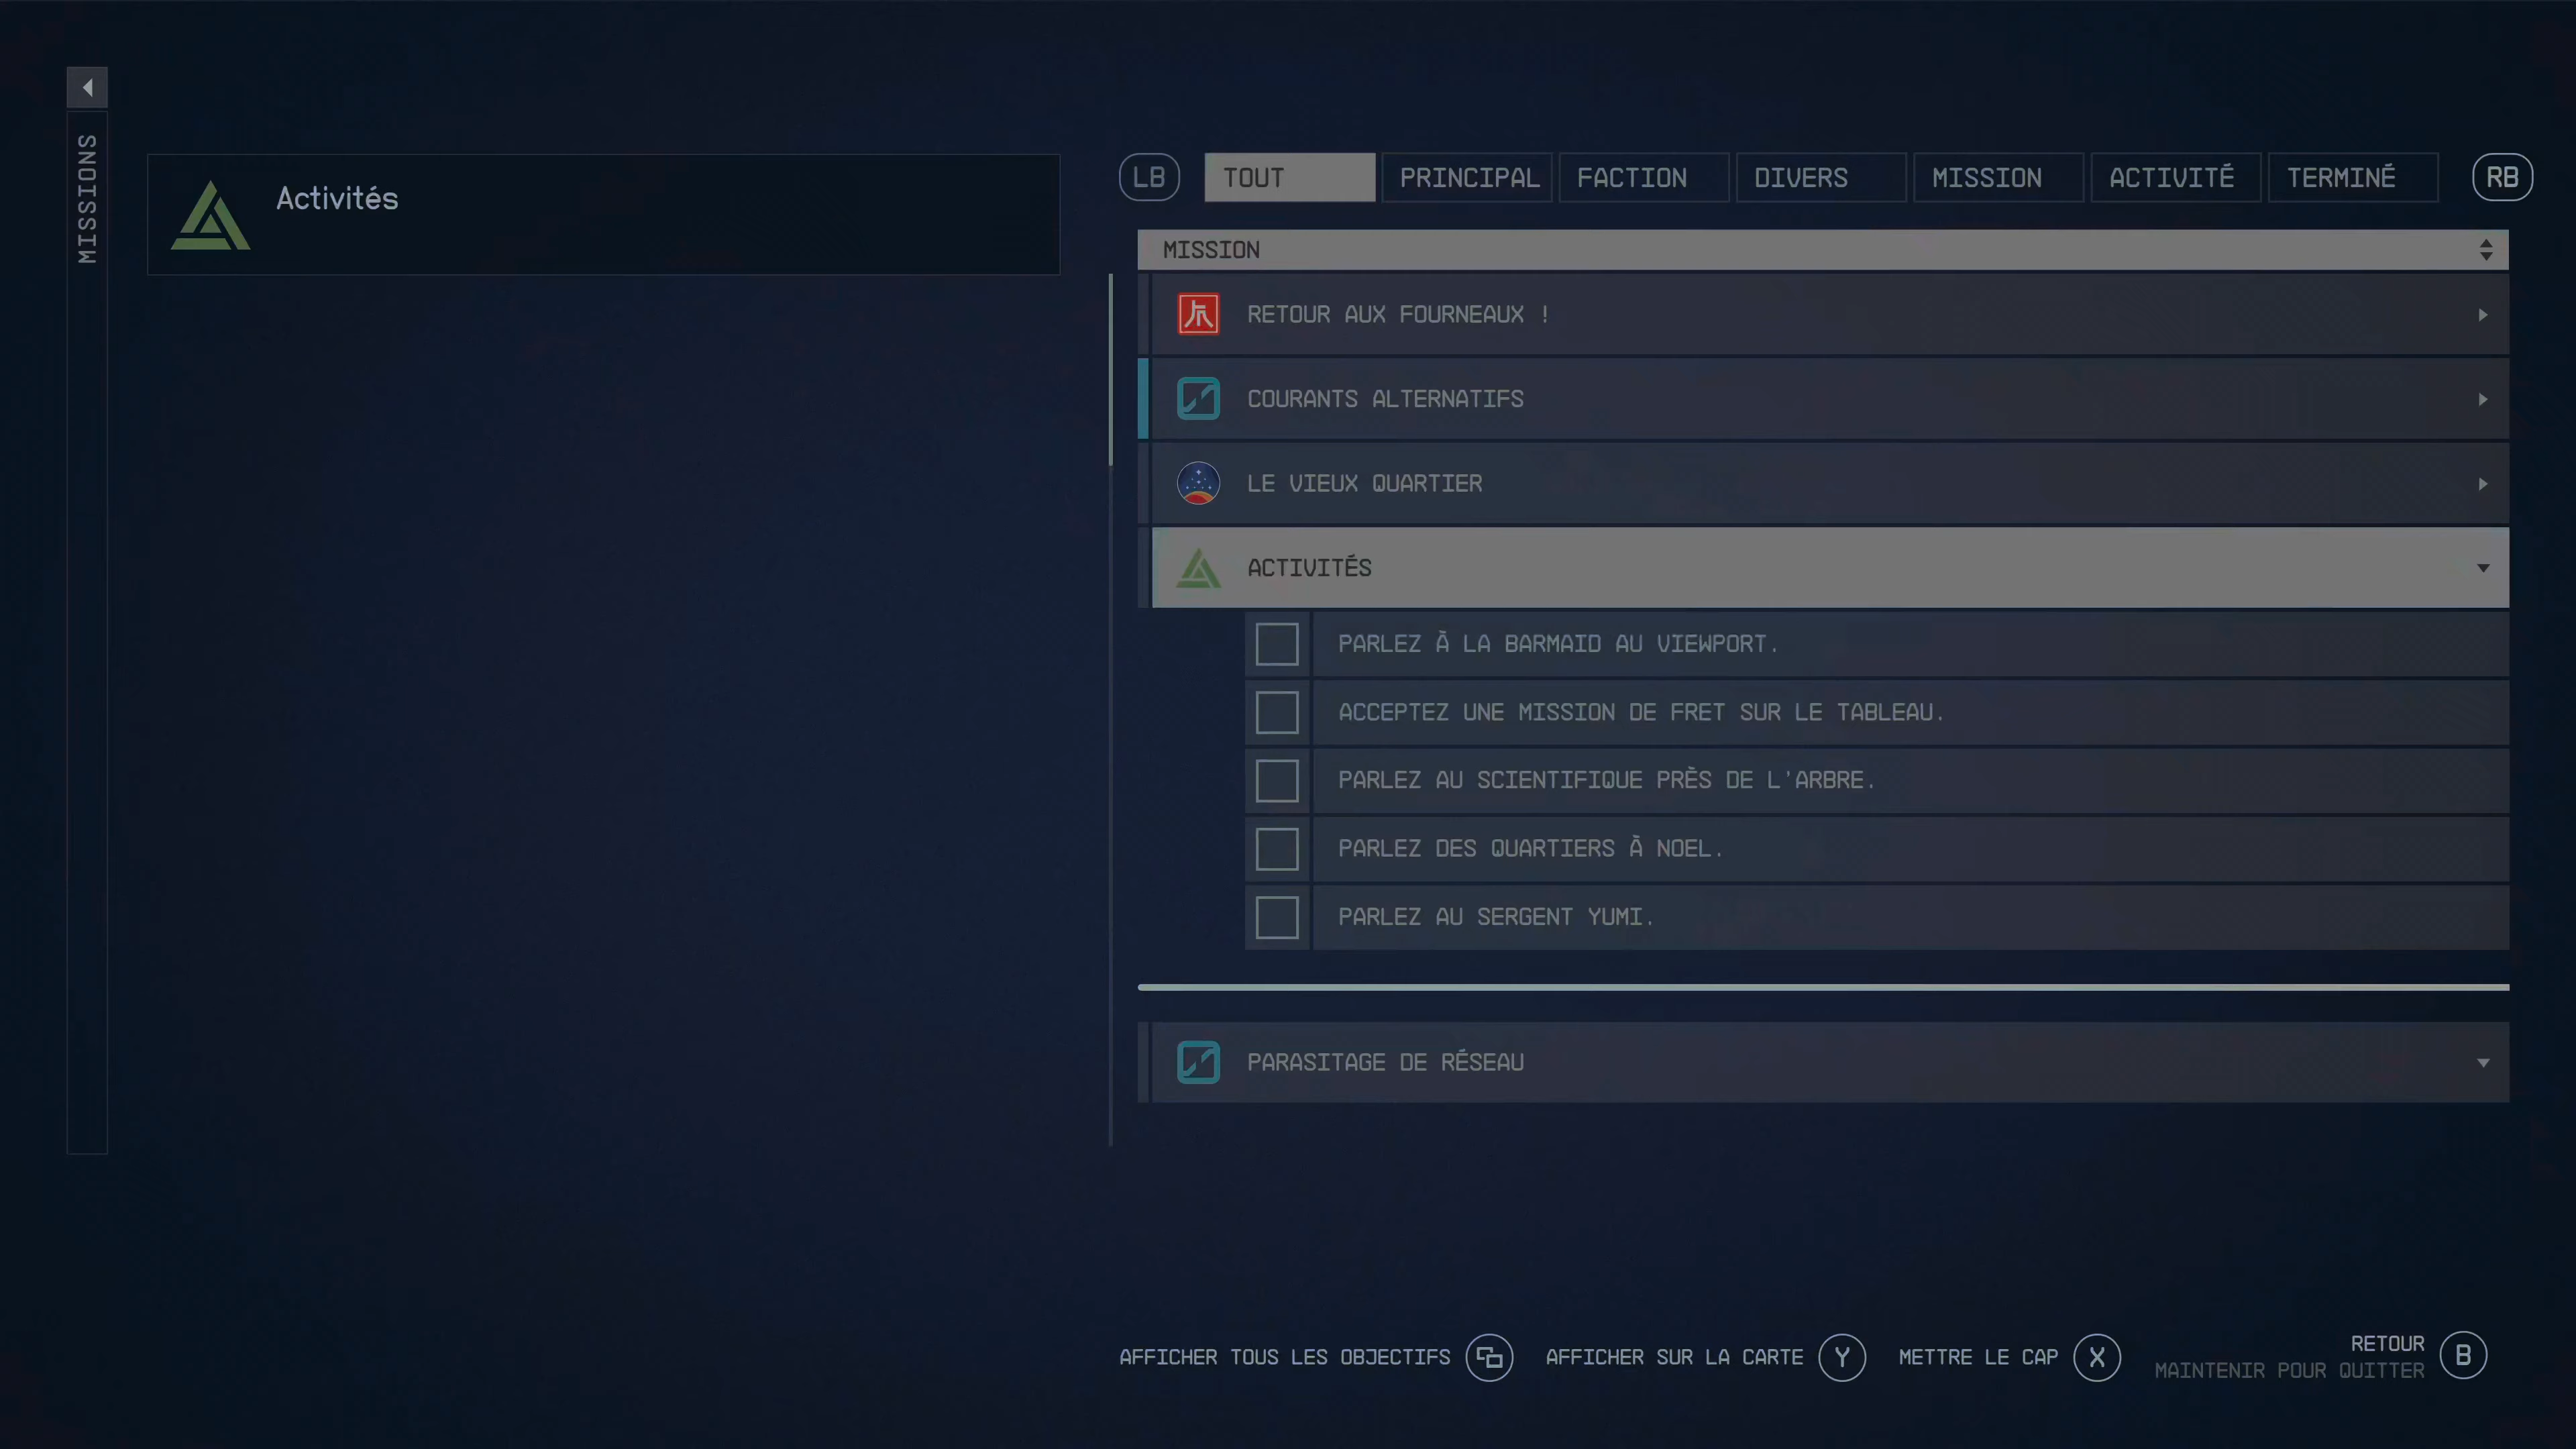 MISSIONS
Activités
LB
TOUT
PRINCIPAL
FACTION
DIVERS
MISSION
ACTIVITÉ
TERMINÉ
RB
MISSION
RETOUR AUX FOURNEAUX !
COURANTS ALTERNATIFS
LE VIEUX QUARTIER
ACTIVITÉS
PARLEZ À LA BARMAID AU VIEWPORT.
ACCEPTEZ UNE MISSION DE FRET SUR LE TABLEAU.
PARLEZ AU SCIENTIFIQUE PRÈS DE L'ARBRE.
PARLEZ DES QUARTIERS À NOEL.
PARLEZ AU SERGENT YUMI.
PARASITAGE DE RÉSEAU
AFFICHER TOUS LES OBJECTIFS
AFFICHER SUR LA CARTE Y
METTRE LE CAP X
RETOUR B
MAINTENIR POUR QUITTER